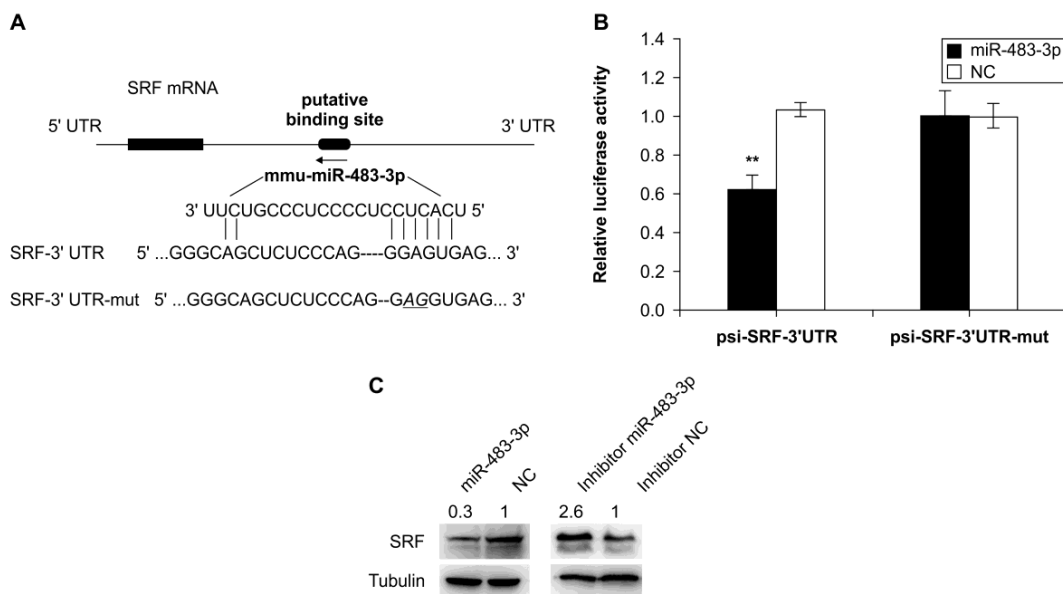 A
SRF mRNA
putative
binding site
5' UTR
3' UTR
mmu-miR-483-3p
3' UUCUGCCCUCCCCUCCUCACU 5'
SRF-3' UTR 5' ...GGGCAGCUCUCCCAG----GGAGUGAG... 3'
SRF-3' UTR-mut 5' ...GGGCAGCUCUCCCAG--GAGGUGAG... 3'
B
Relative luciferase activity
1.4
1.2
1.0
0.8
0.6
0.4
0.2
0.0
miR-483-3p
NC
**
psi-SRF-3'UTR
psi-SRF-3'UTR-mut
C
miR-483-3p
NC
Inhibitor miR-483-3p
Inhibitor NC
0.3 1 2.6 1
SRF
Tubulin